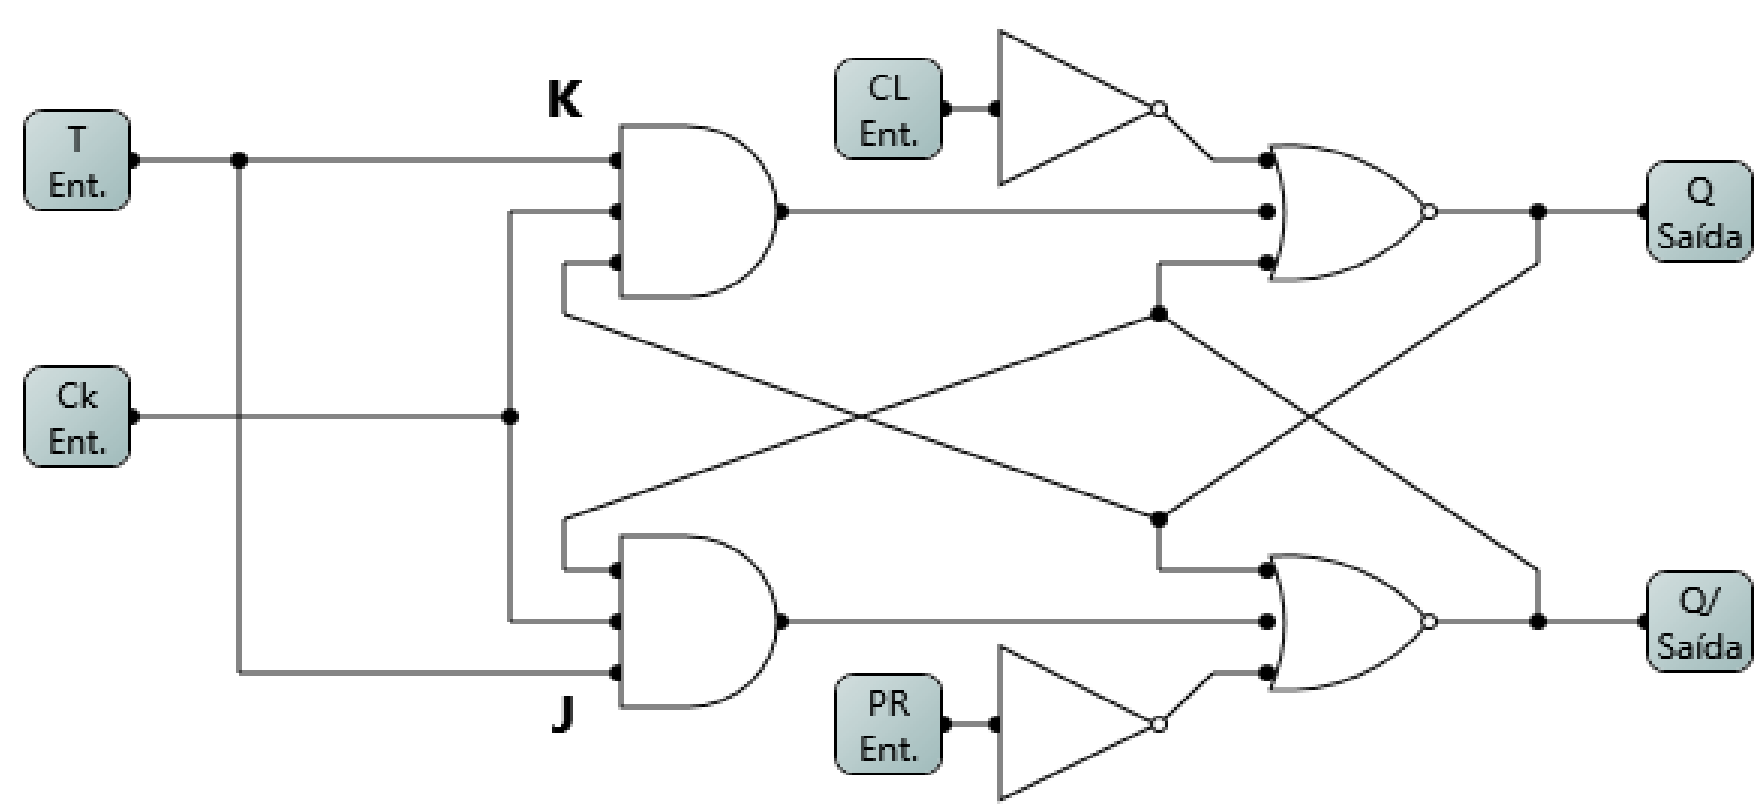 K
T
Ent.
CL
Ent.
Q
Saída
Ck
Ent.
Q/
Saída
J
PR
Ent.